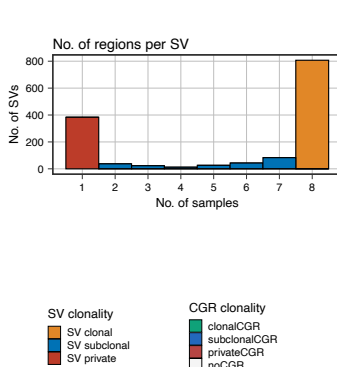 No. of regions per SV
No. of SVs
800
600
400
200
0
1 2 3 4 5 6 7 8
No. of samples
SV clonality
SV clonal
SV subclonal
SV private
CGR clonality
clonalCGR
subclonalCGR
privateCGR
noCGR